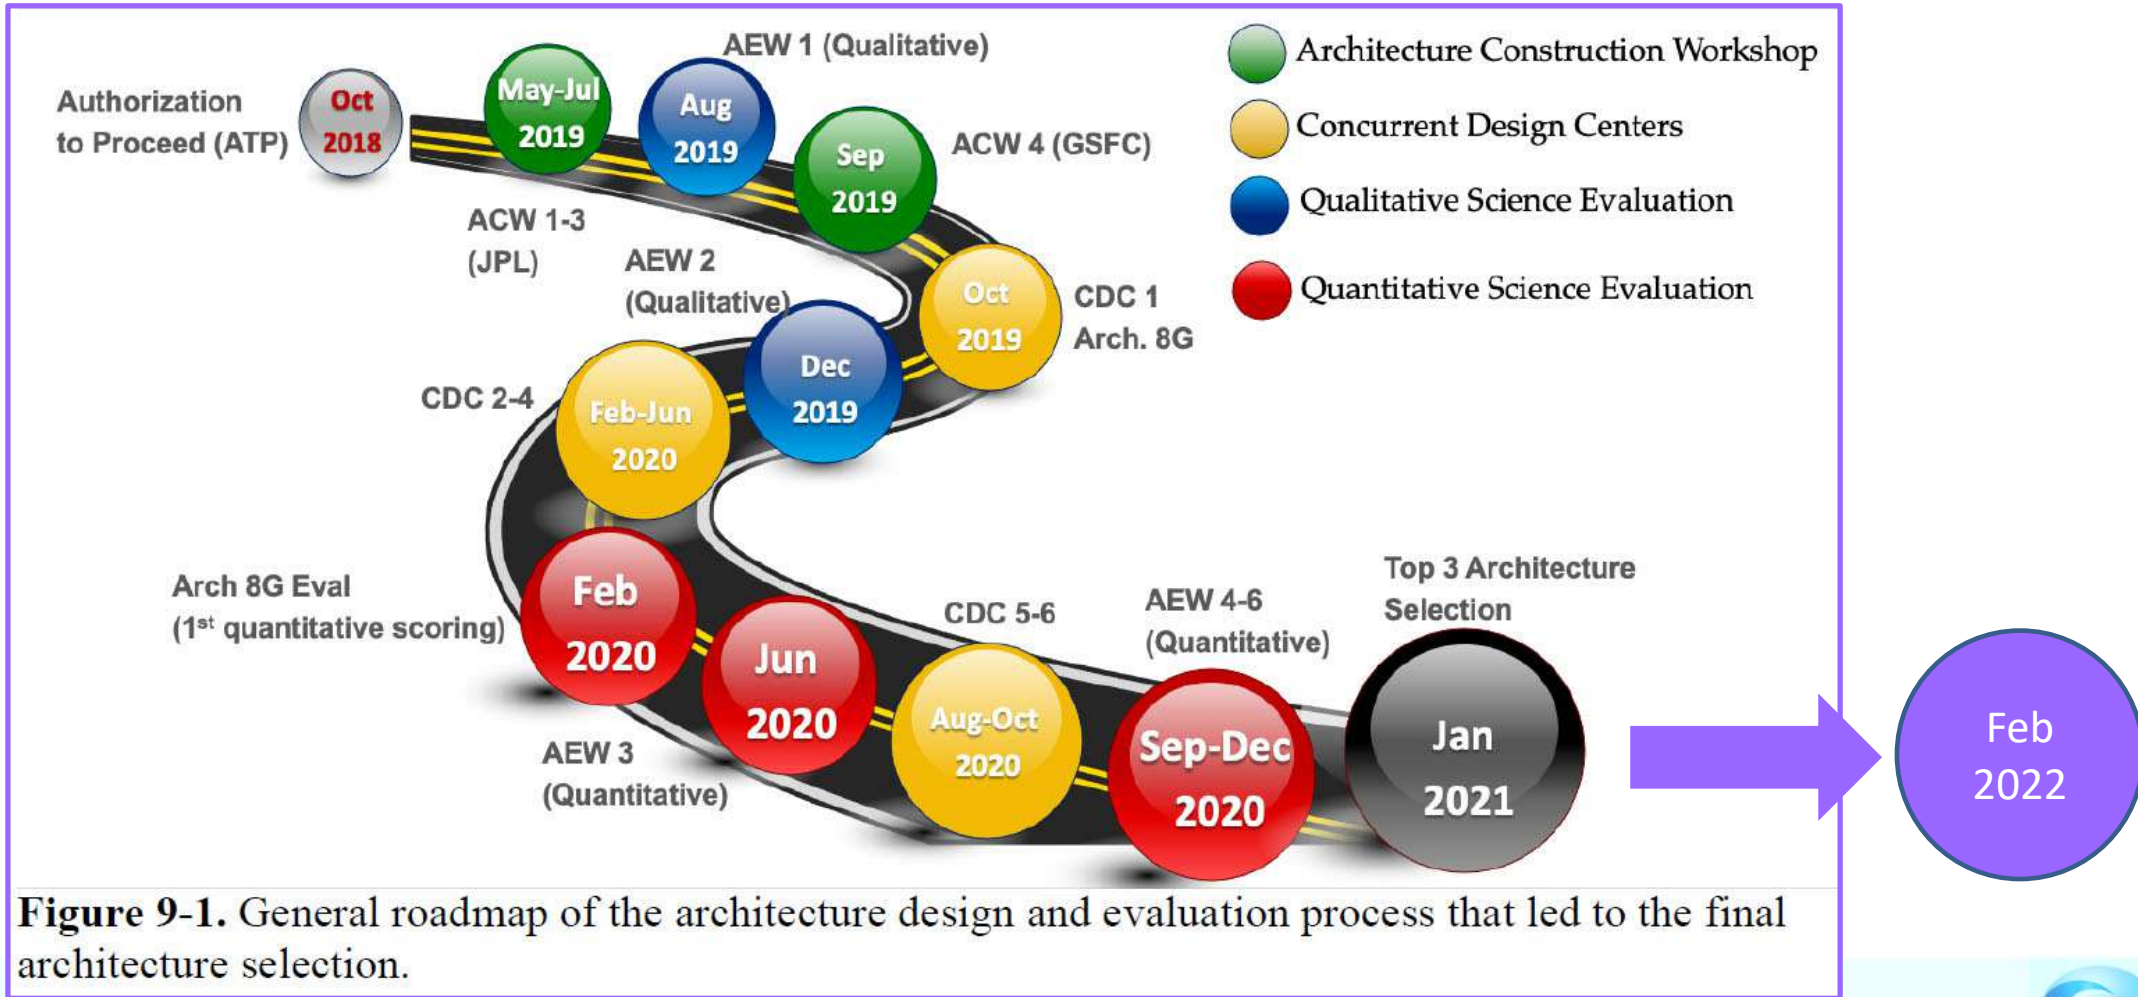 AEW 1 (Qualitative)
Architecture Construction Workshop
Authorization
to Proceed (ATP)
Oct
2018
May-Jul
2019
Aug
2019
Sep
2019
ACW 4 (GSFC)
Concurrent Design Centers
Qualitative Science Evaluation
Quantitative Science Evaluation
ACW 1-3
(JPL)
AEW 2
(Qualitative)
Oct
2019
CDC 1
Arch. 8G
Dec
2019
CDC 2-4
Feb-Jun
2020
Arch 8G Eval
(1st quantitative scoring)
Feb
2020
AEW 3
(Quantitative)
Jun
2020
CDC 5-6
Aug-Oct
2020
AEW 4-6
(Quantitative)
Sep-Dec
2020
Top 3 Architecture
Selection
Jan
2021
Feb
2022
Figure 9-1. General roadmap of the architecture design and evaluation process that led to the final
architecture selection.